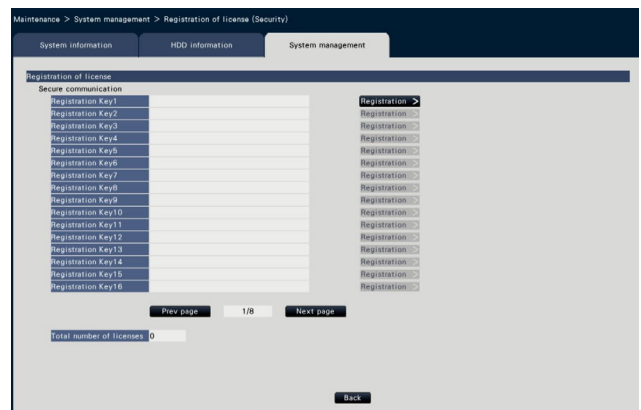 Maintenance > System management > Registration of license (Security)
System information HDD information System management
Registration of license
Secure communication
Registration Key1 Registration >
Registration Key2 Registration >
Registration Key3 Registration >
Registration Key4 Registration >
Registration Key5 Registration >
Registration Key6 Registration >
Registration Key7 Registration >
Registration Key8 Registration >
Registration Key9 Registration >
Registration Key10 Registration >
Registration Key11 Registration >
Registration Key12 Registration >
Registration Key13 Registration >
Registration Key14 Registration >
Registration Key15 Registration >
Registration Key16 Registration >
Prev page 1/8 Next page
Total number of licenses 0
Back